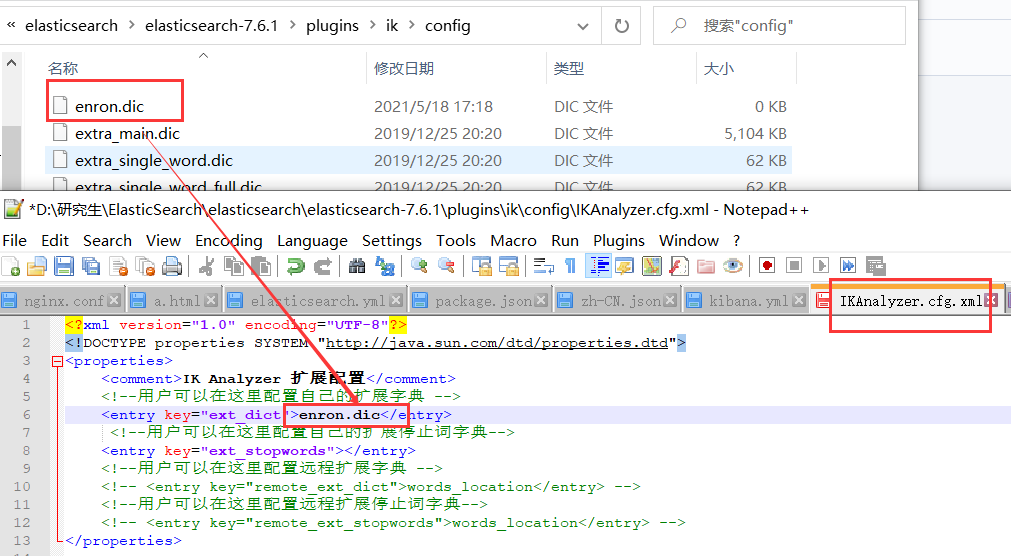 « elasticsearch > elasticsearch-7.6.1 > plugins > ik > config
搜索"config"
名称 修改日期 类型 大小
enron.dic 2021/5/18 17:18 DIC 文件 0 KB
extra_main.dic 2019/12/25 20:20 DIC 文件 5,104 KB
extra_single_word.dic 2019/12/25 20:20 DIC 文件 62 KB
extra_single_word_full.dic 2019/12/25 20:20 DIC 文件 62 KB
*D:\研究生\ElasticSearch\elasticsearch\elasticsearch-7.6.1\plugins\ik\config\IKAnalyzer.cfg.xml - Notepad++
File Edit Search View Encoding Language Settings Tools Macro Run Plugins Window ?
nginx.conf a.html elasticsearch.yml package.json zh-CN.json kibana.yml IKAnalyzer.cfg.xml
1 <?xml version="1.0" encoding="UTF-8"?>
2 <!DOCTYPE properties SYSTEM "http://java.sun.com/dtd/properties.dtd">
3 <properties>
4 <comment>IK Analyzer 扩展配置</comment>
5 <!--用户可以在这里配置自己的扩展字典 -->
6 <entry key="ext_dict">enron.dic</entry>
7 <!--用户可以在这里配置自己的扩展停止词字典-->
8 <entry key="ext_stopwords"></entry>
9 <!--用户可以在这里配置远程扩展字典 -->
10 <!-- <entry key="remote_ext_dict">words_location</entry> -->
11 <!--用户可以在这里配置远程扩展停止词字典-->
12 <!-- <entry key="remote_ext_stopwords">words_location</entry> -->
13 </properties>
14